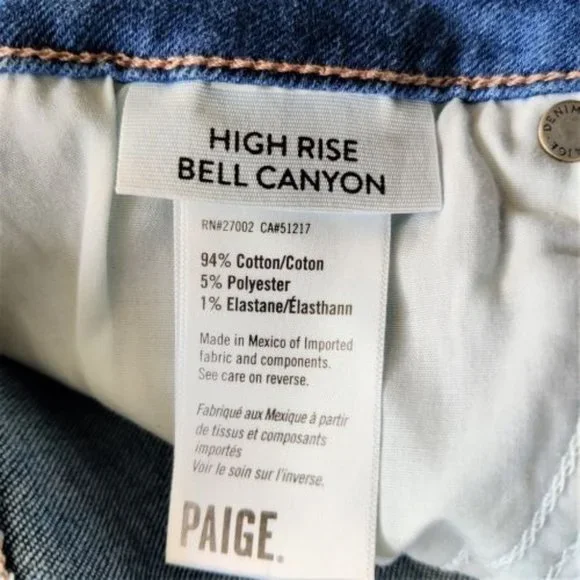 HIGH RISE
BELL CANYON
RN#27002 CA#51217
94% Cotton/Coton
5% Polyester
1% Elastane/Élasthann
Made in Mexico of Imported
fabric and components.
See care on reverse.
Fabriqué aux Mexique à partir
de tissus et composants
importés
Voir le soin sur l'inverse.
PAIGE.
DENIM